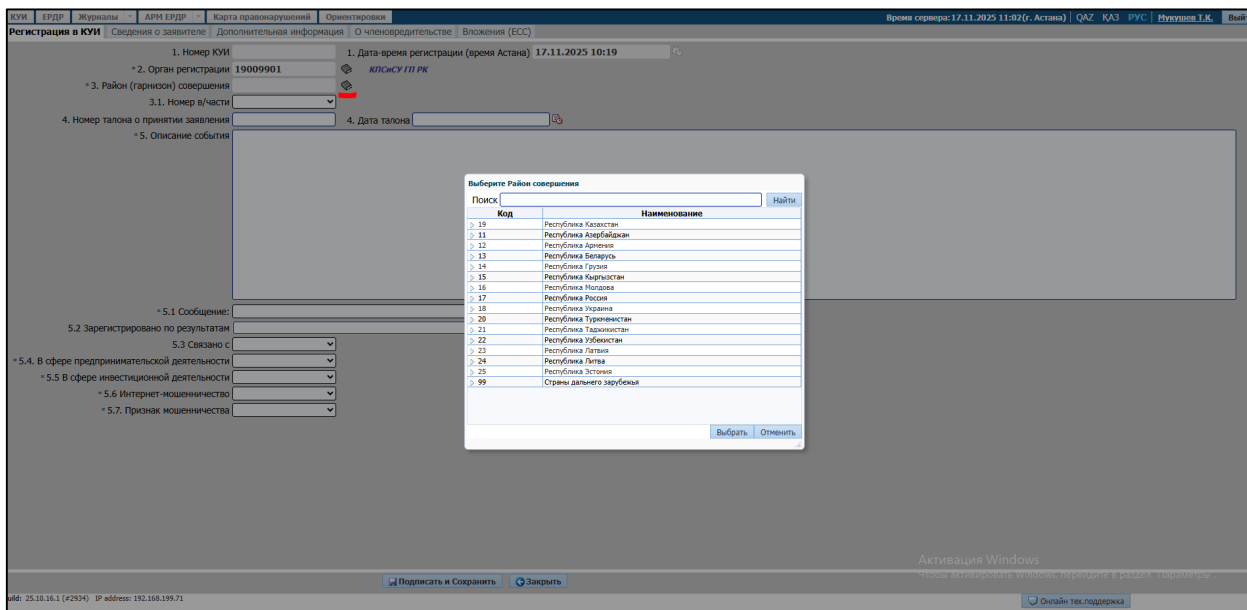 КУИ ЕРДР Журналы АРМ ЕРДР Карта правонарушений Ориентировки Время сервера:17.11.2025 11:02(г. Астана) QAZ ҚАЗ РУС Мукушев Т.К. Вый
Регистрация в КУИ Сведения о заявителе Дополнительная информация О членовредительстве Вложения (ЕСС)
1. Номер КУИ 1. Дата-время регистрации (время Астана) 17.11.2025 10:19
* 2. Орган регистрации 19009901 КПСиСУ ГП РК
* 3. Район (гарнизон) совершения
3.1. Номер в/части
4. Номер талона о принятии заявления 4. Дата талона
* 5. Описание события
Выберите Район совершения
Поиск Найти
Код Наименование
19 Республика Казахстан
11 Республика Азербайджан
12 Республика Армения
13 Республика Беларусь
14 Республика Грузия
15 Республика Кыргызстан
16 Республика Молдова
17 Республика Россия
18 Республика Украина
20 Республика Туркменистан
21 Республика Таджикистан
22 Республика Узбекистан
23 Республика Латвия
24 Республика Литва
25 Республика Эстония
99 Страны дальнего зарубежья
Выбрать Отменить
* 5.1 Сообщение:
5.2 Зарегистрировано по результатам
5.3 Связано с
* 5.4. В сфере предпринимательской деятельности
* 5.5 В сфере инвестиционной деятельности
* 5.6 Интернет-мошенничество
* 5.7. Признак мошенничества
Активация Windows
Чтобы активировать Windows, перейдите в раздел "Параметры".
Подписать и Сохранить Закрыть
uild: 25.10.16.1 (#2934) IP address: 192.168.199.71 Онлайн тех.поддержка